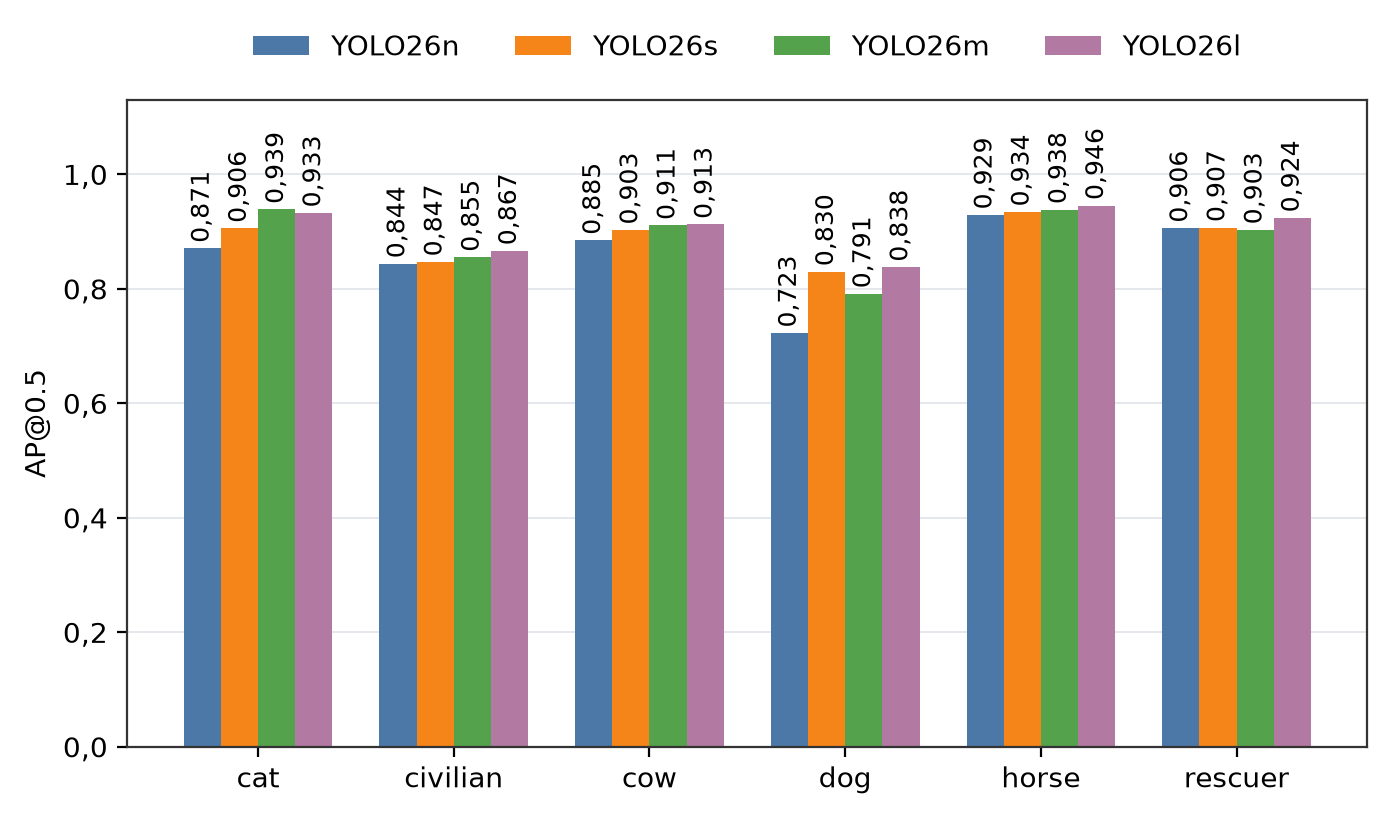 YOLO26n YOLO26s YOLO26m YOLO26l
AP@0.5
1,0
0,8
0,6
0,4
0,2
0,0
0,871 0,906 0,939 0,933
0,844 0,847 0,855 0,867
0,885 0,903 0,911 0,913
0,723 0,830 0,791 0,838
0,929 0,934 0,938 0,946
0,906 0,907 0,903 0,924
cat civilian cow dog horse rescuer